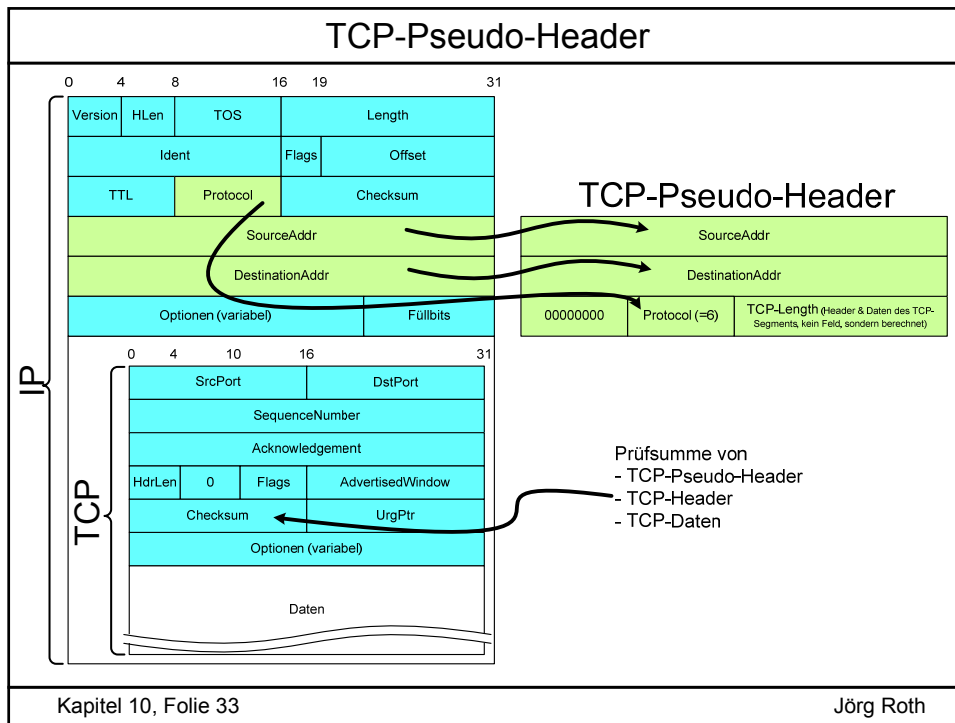 TCP-Pseudo-Header
0 4 8 16 19 31
Version HLen TOS Length
Ident Flags Offset
TTL Protocol Checksum
SourceAddr
DestinationAddr
Optionen (variabel) Füllbits
IP
TCP-Pseudo-Header
SourceAddr
DestinationAddr
00000000 Protocol (=6) TCP-Length (Header & Daten des TCP-
Segments, kein Feld, sondern berechnet)
0 4 10 16 31
SrcPort DstPort
SequenceNumber
Acknowledgement
HdrLen 0 Flags AdvertisedWindow
Checksum UrgPtr
Optionen (variabel)
Daten
TCP
Prüfsumme von
- TCP-Pseudo-Header
- TCP-Header
- TCP-Daten
Kapitel 10, Folie 33
Jörg Roth